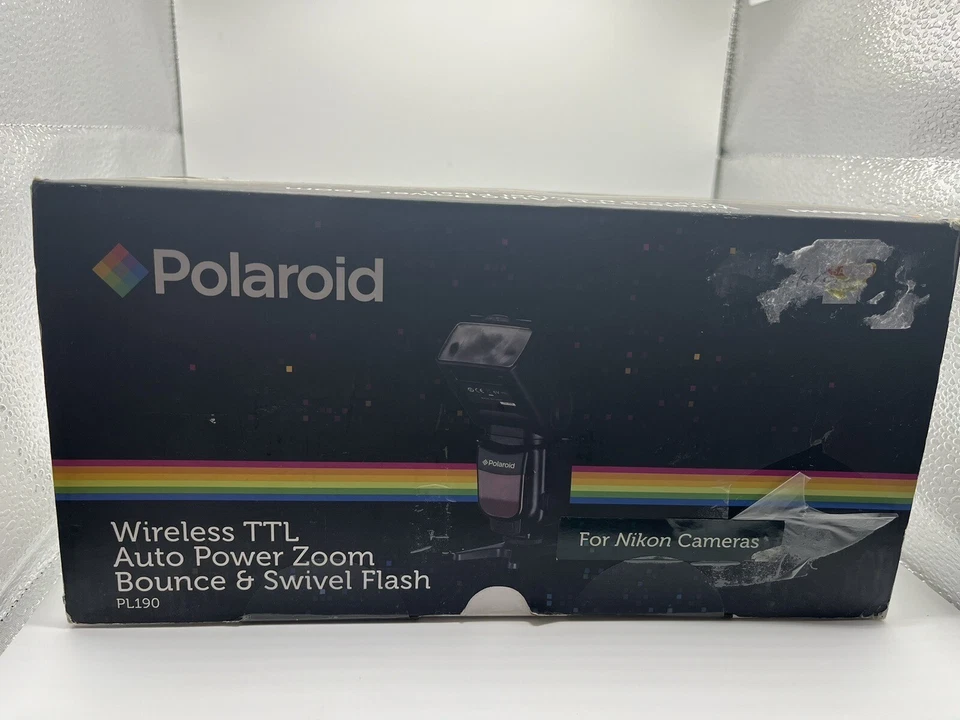 Polaroid
Polaroid
Wireless TTL
Auto Power Zoom
Bounce & Swivel Flash
PL190
For Nikon Cameras